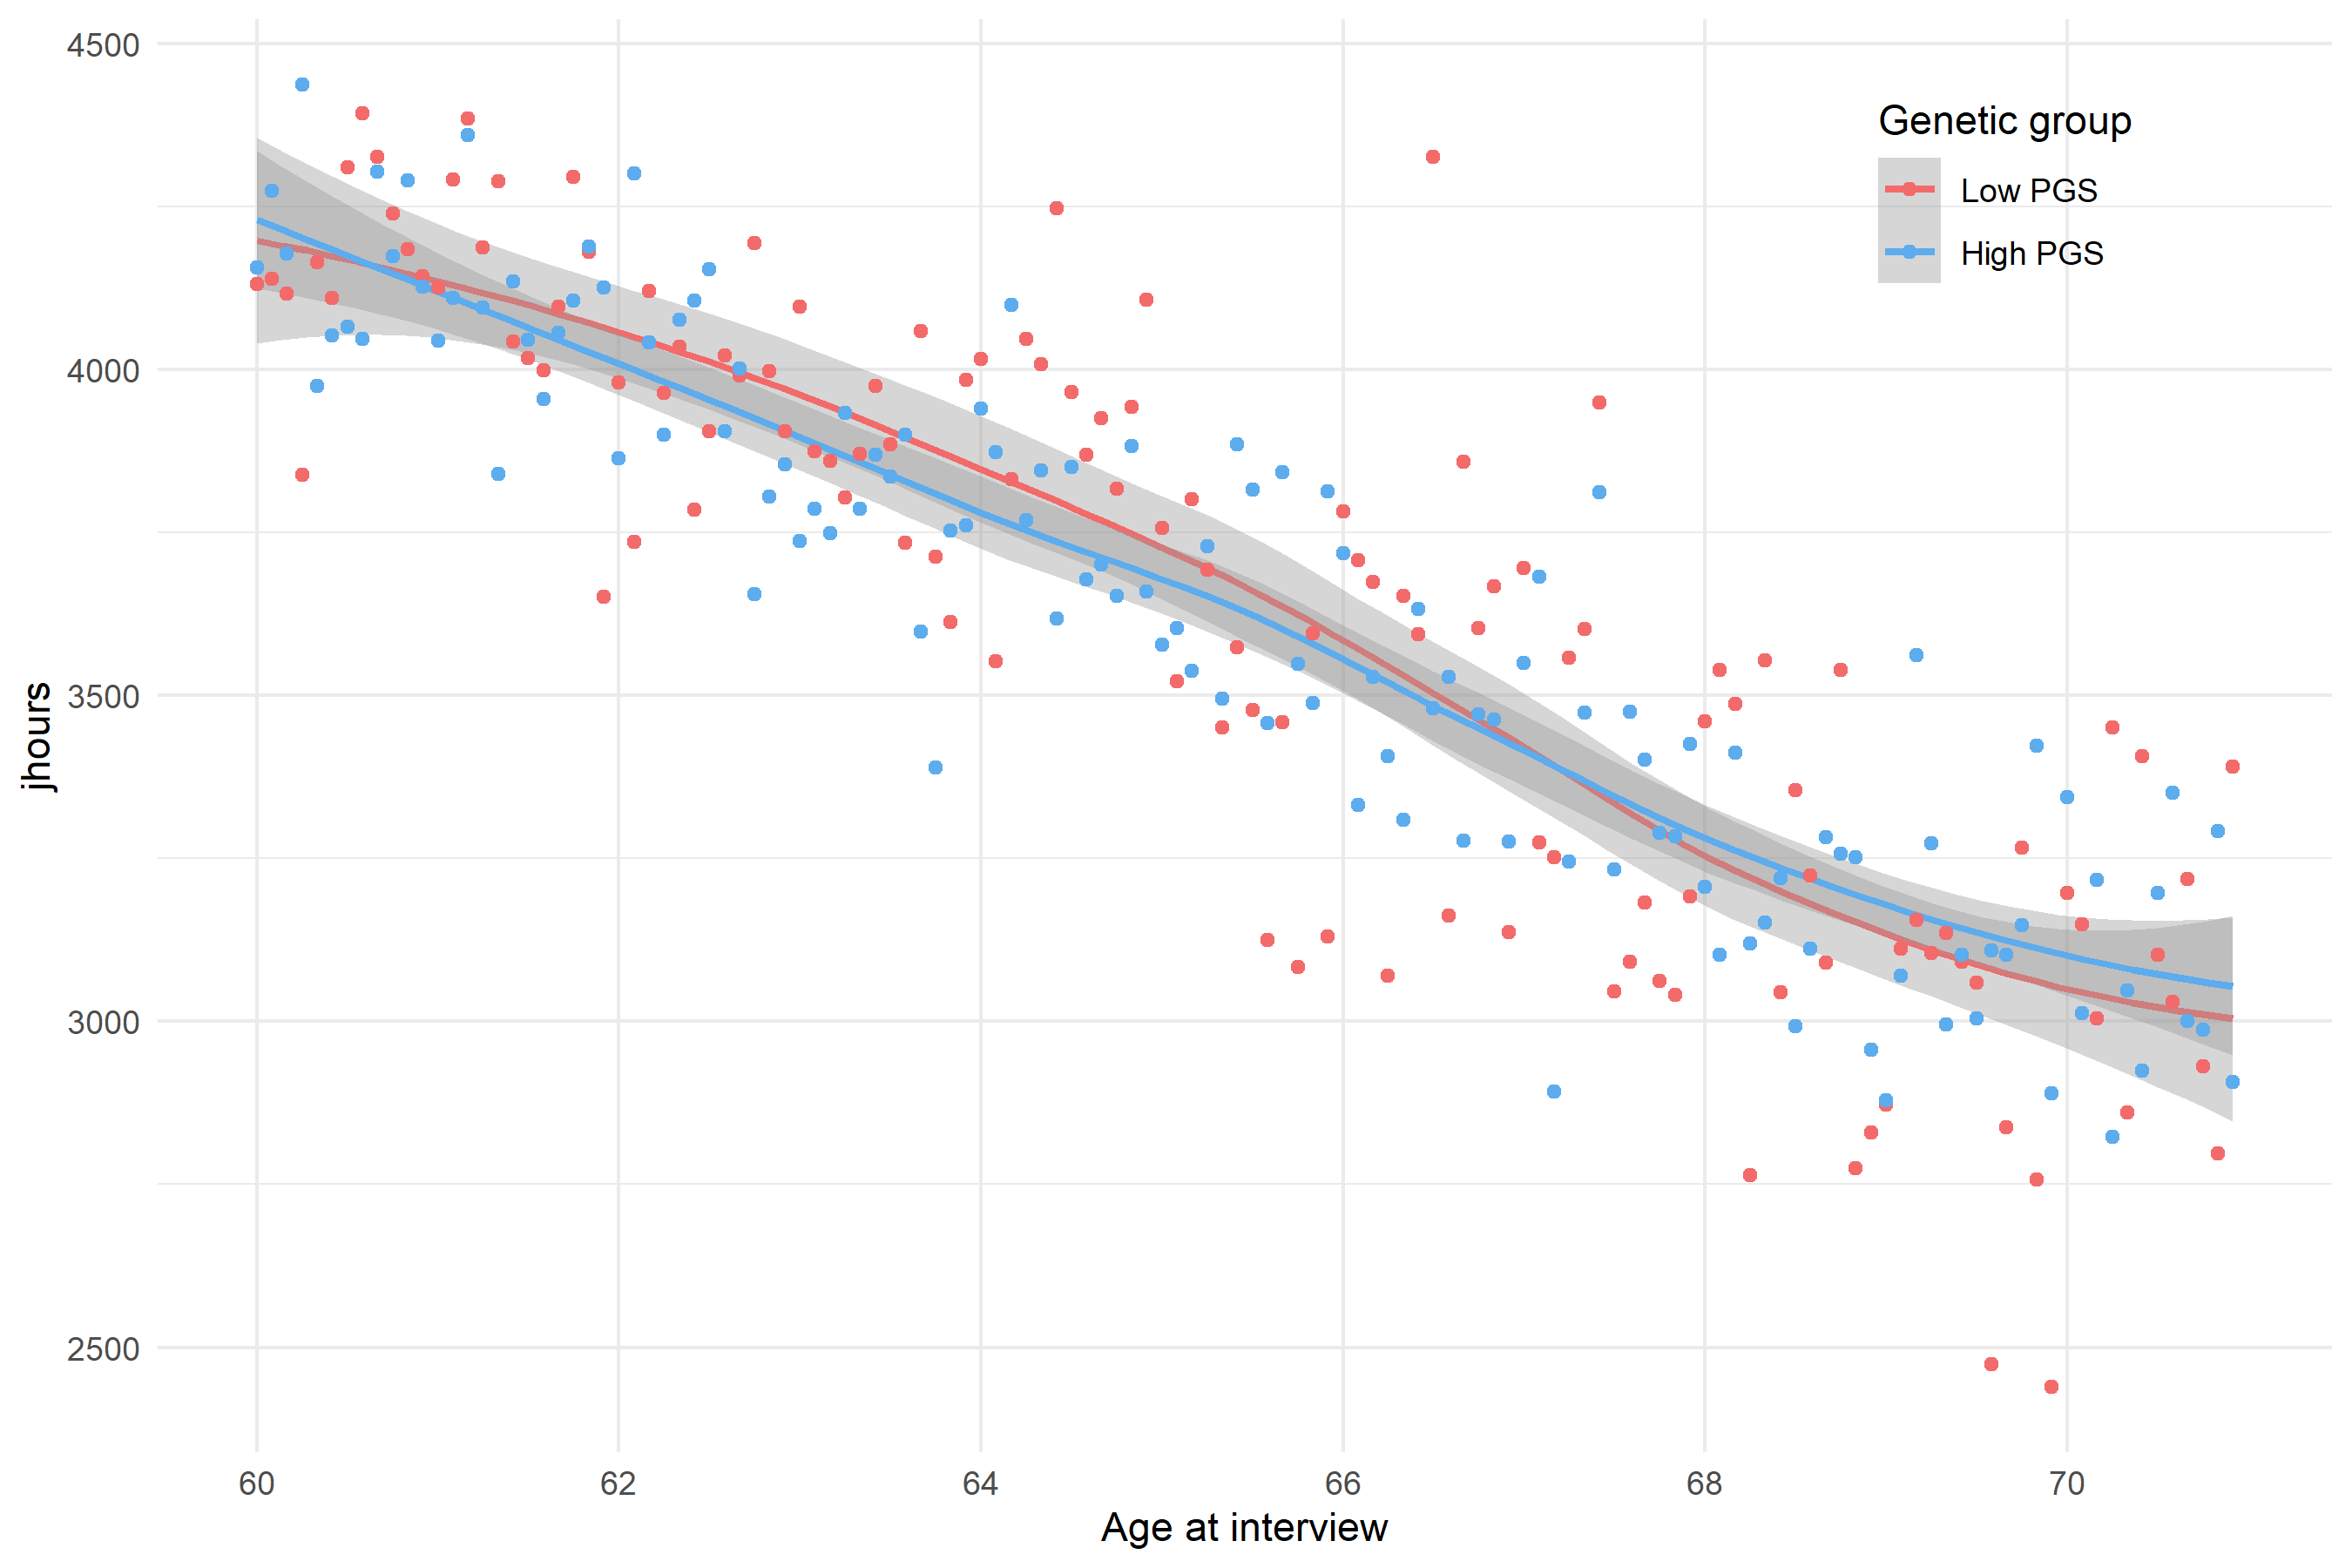 4500
4000
3500
3000
2500
jhours
60 62 64 66 68 70
Age at interview
Genetic group
Low PGS
High PGS